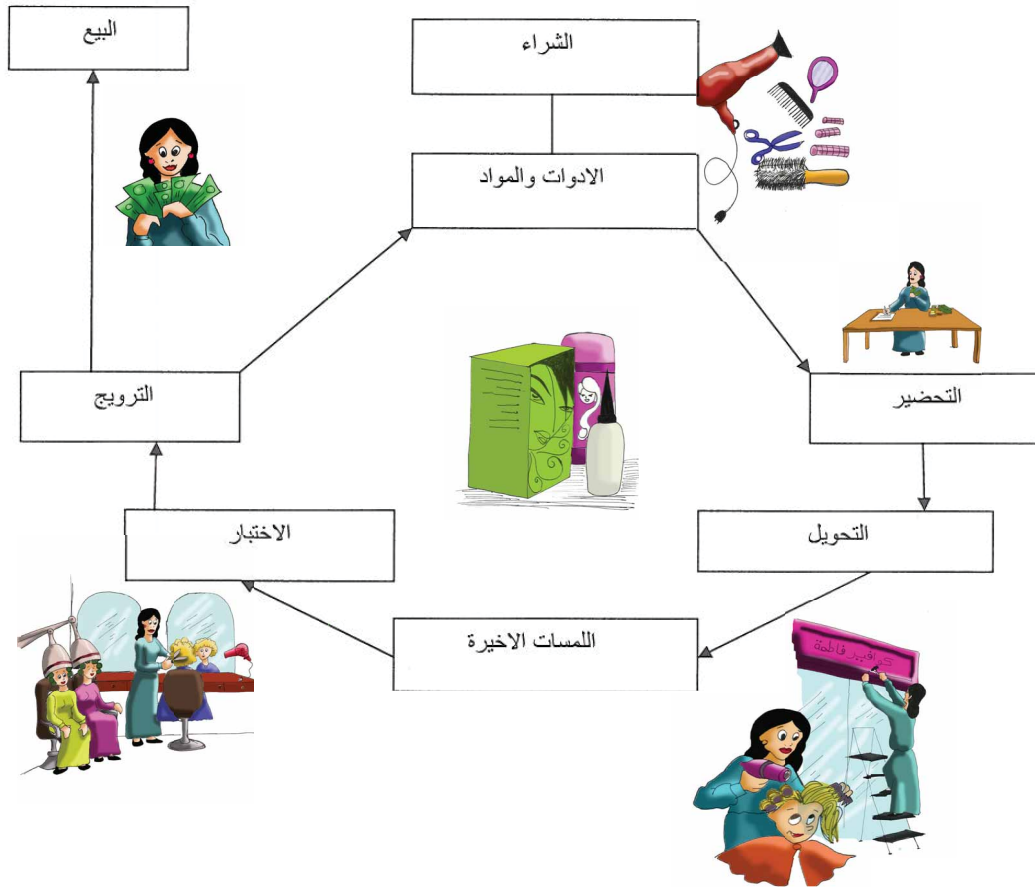 البيع
الشراء
الادوات والمواد
الترويج
التحضير
الاختبار
التحويل
اللمسات الاخيرة
كوافير فاطمة